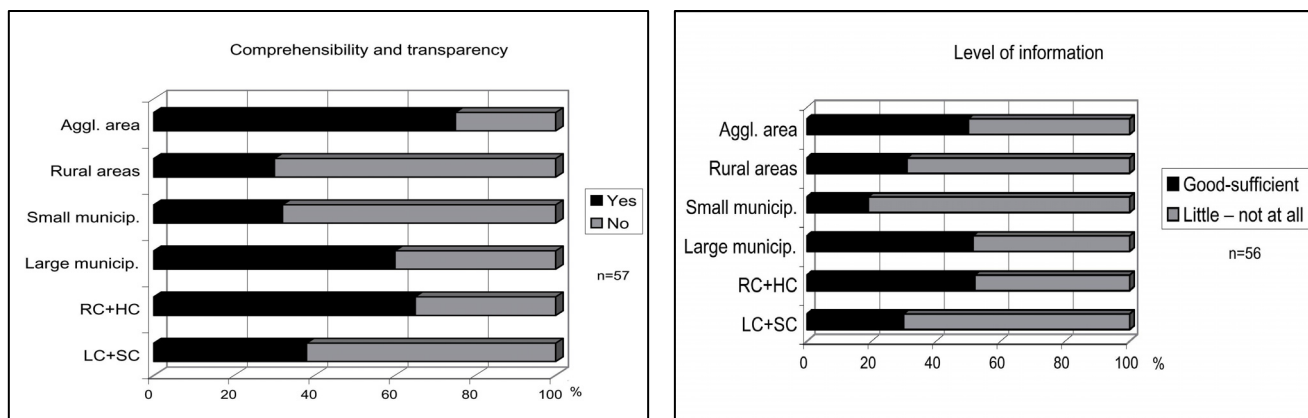 Comprehensibility and transparency
Aggl. area
Rural areas
Small municip.
Large municip.
RC+HC
LC+SC
0 20 40 60 80 100 %
Yes
No
n=57
Level of information
Aggl. area
Rural areas
Small municip.
Large municip.
RC+HC
LC+SC
0 20 40 60 80 100 %
Good-sufficient
Little – not at all
n=56